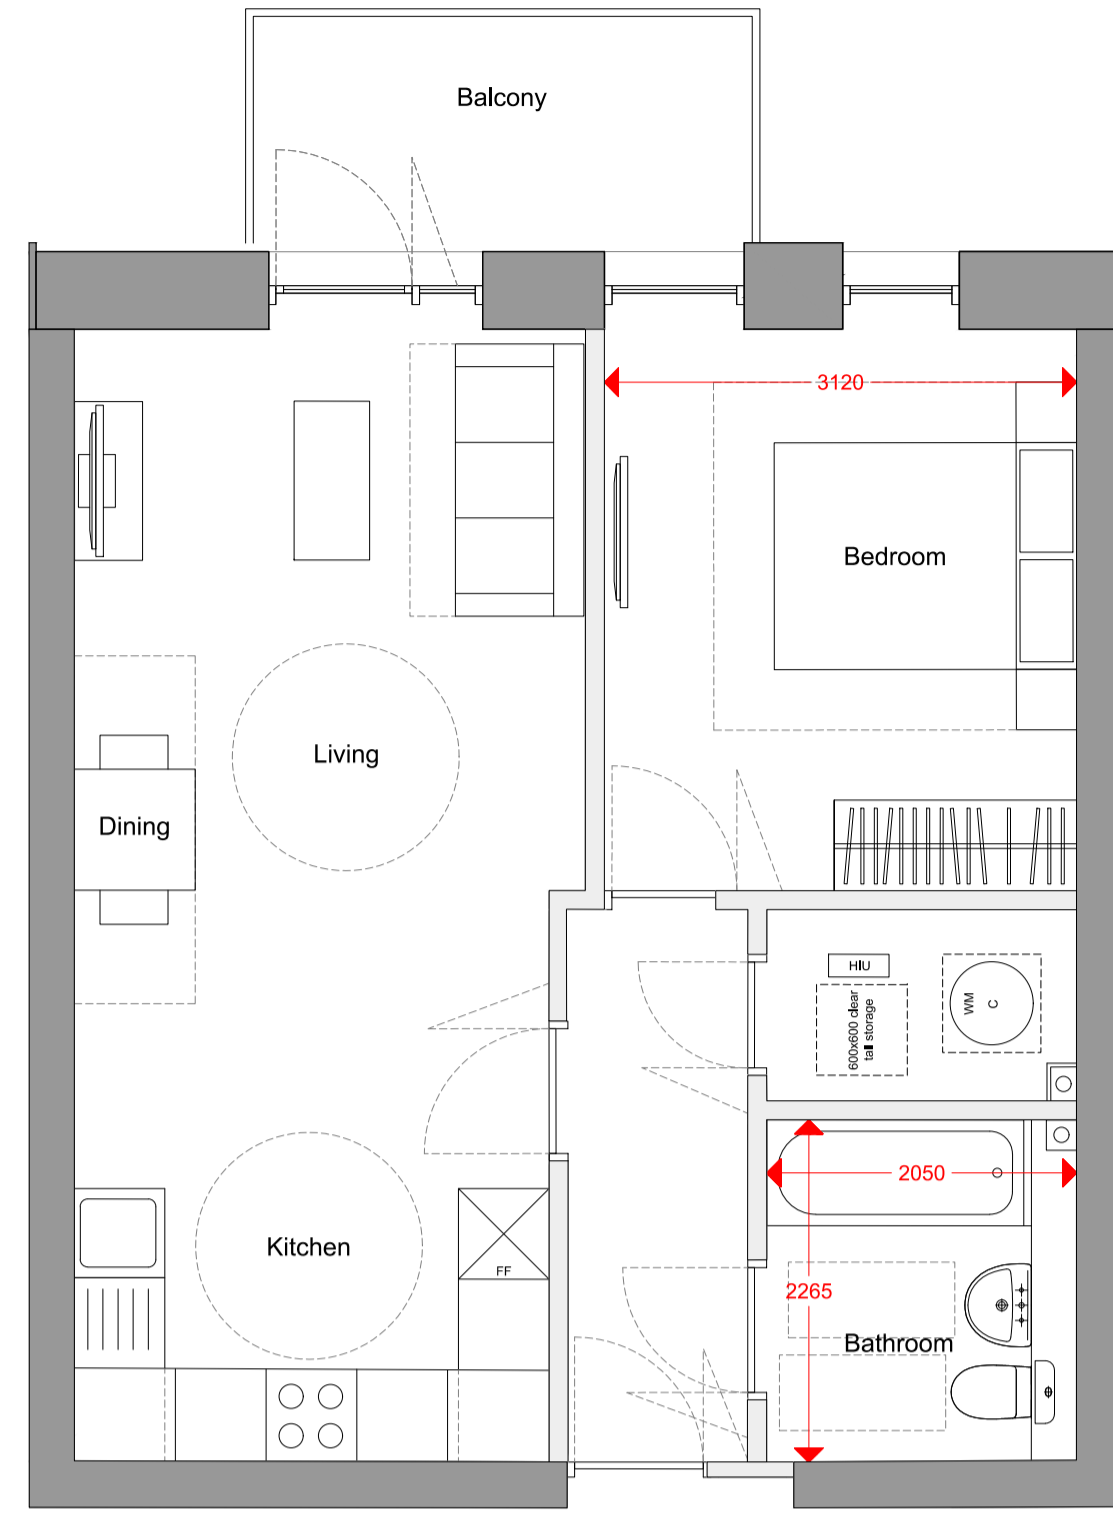 Balcony
3120
Bedroom
Living
Dining
HIU
600x600 clear
tall storage
WM
C
2050
Kitchen
FF
2265
Bathroom